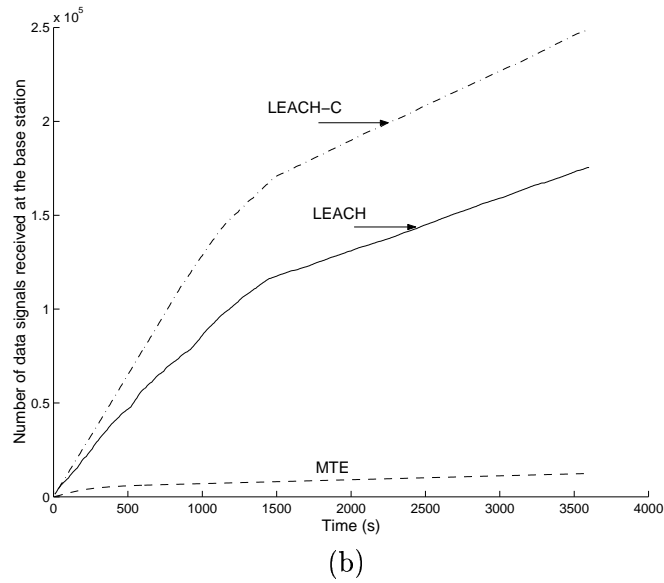 x 10^5
2.5
2
1.5
1
0.5
0
Number of data signals received at the base station
LEACH-C
LEACH
MTE
0 500 1000 1500 2000 2500 3000 3500 4000
Time (s)
(b)